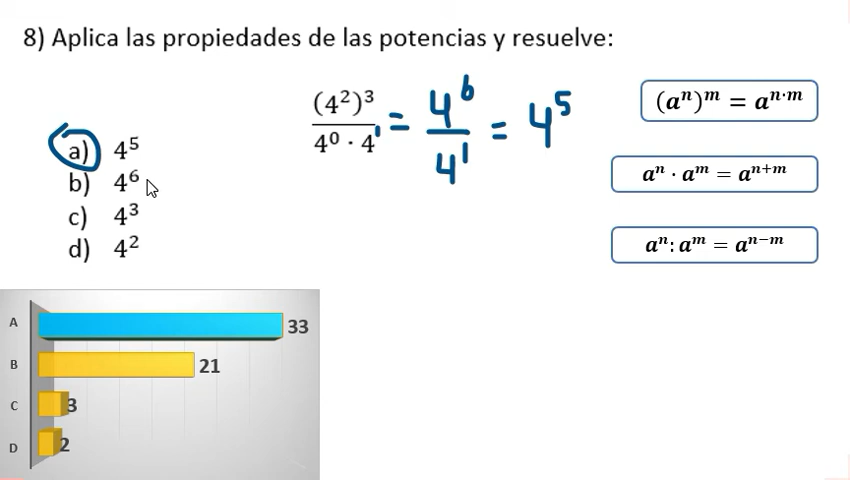 8) Aplica las propiedades de las potencias y resuelve:
(4²)³ / 4⁰ · 4¹ = 4⁶ / 4¹ = 4⁵
a) 4⁵
b) 4⁶
c) 4³
d) 4²
(aⁿ)ᵐ = aⁿ·ᵐ
aⁿ · aᵐ = aⁿ⁺ᵐ
aⁿ: aᵐ = aⁿ⁻ᵐ
A 33
B 21
C 3
D 2